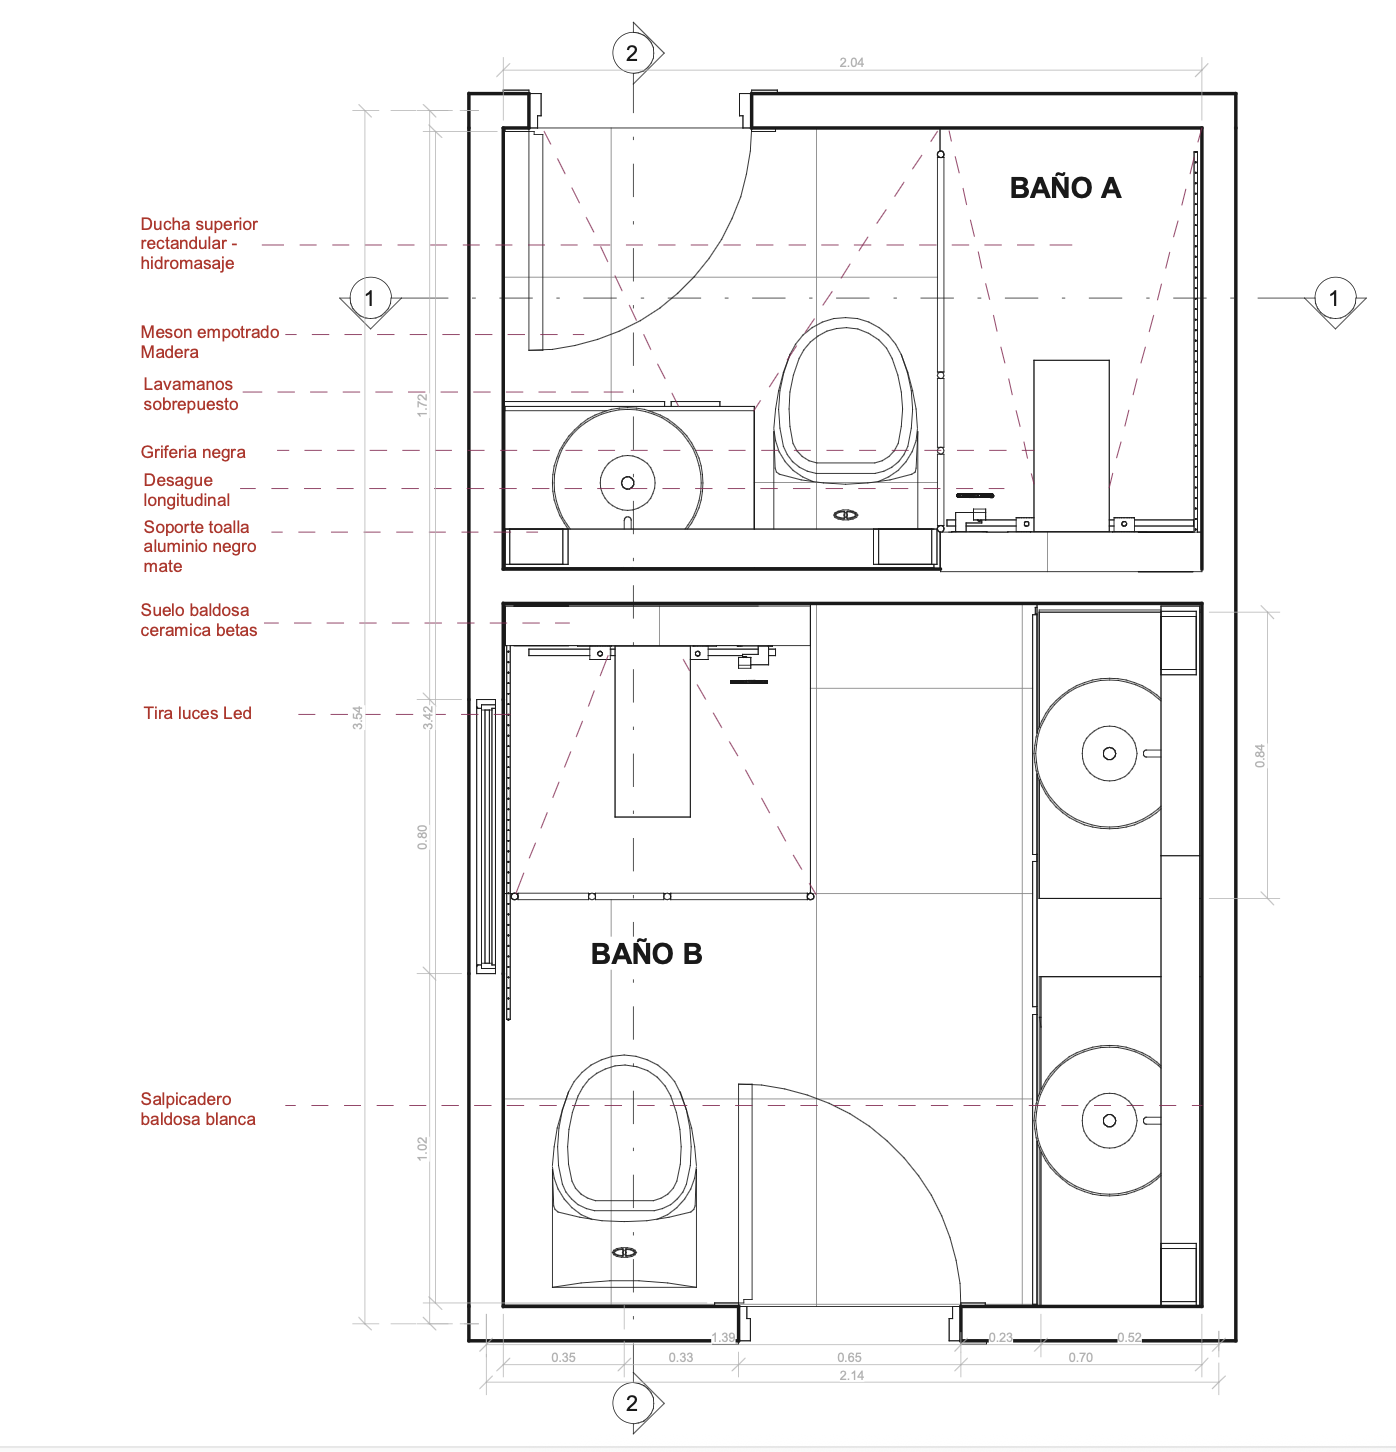 2
2.04
BAÑO A
Ducha superior
rectandular -
hidromasaje
1
1
Meson empotrado
Madera
Lavamanos
sobrepuesto
1.72
Griferia negra
Desague
longitudinal
Soporte toalla
aluminio negro
mate
Suelo baldosa
ceramica betas
Tira luces Led
3.54
3.42
0.84
0.80
BAÑO B
Salpicadero
baldosa blanca
1.02
1.39
0.23
0.52
0.35
0.33
0.65
0.70
2.14
2